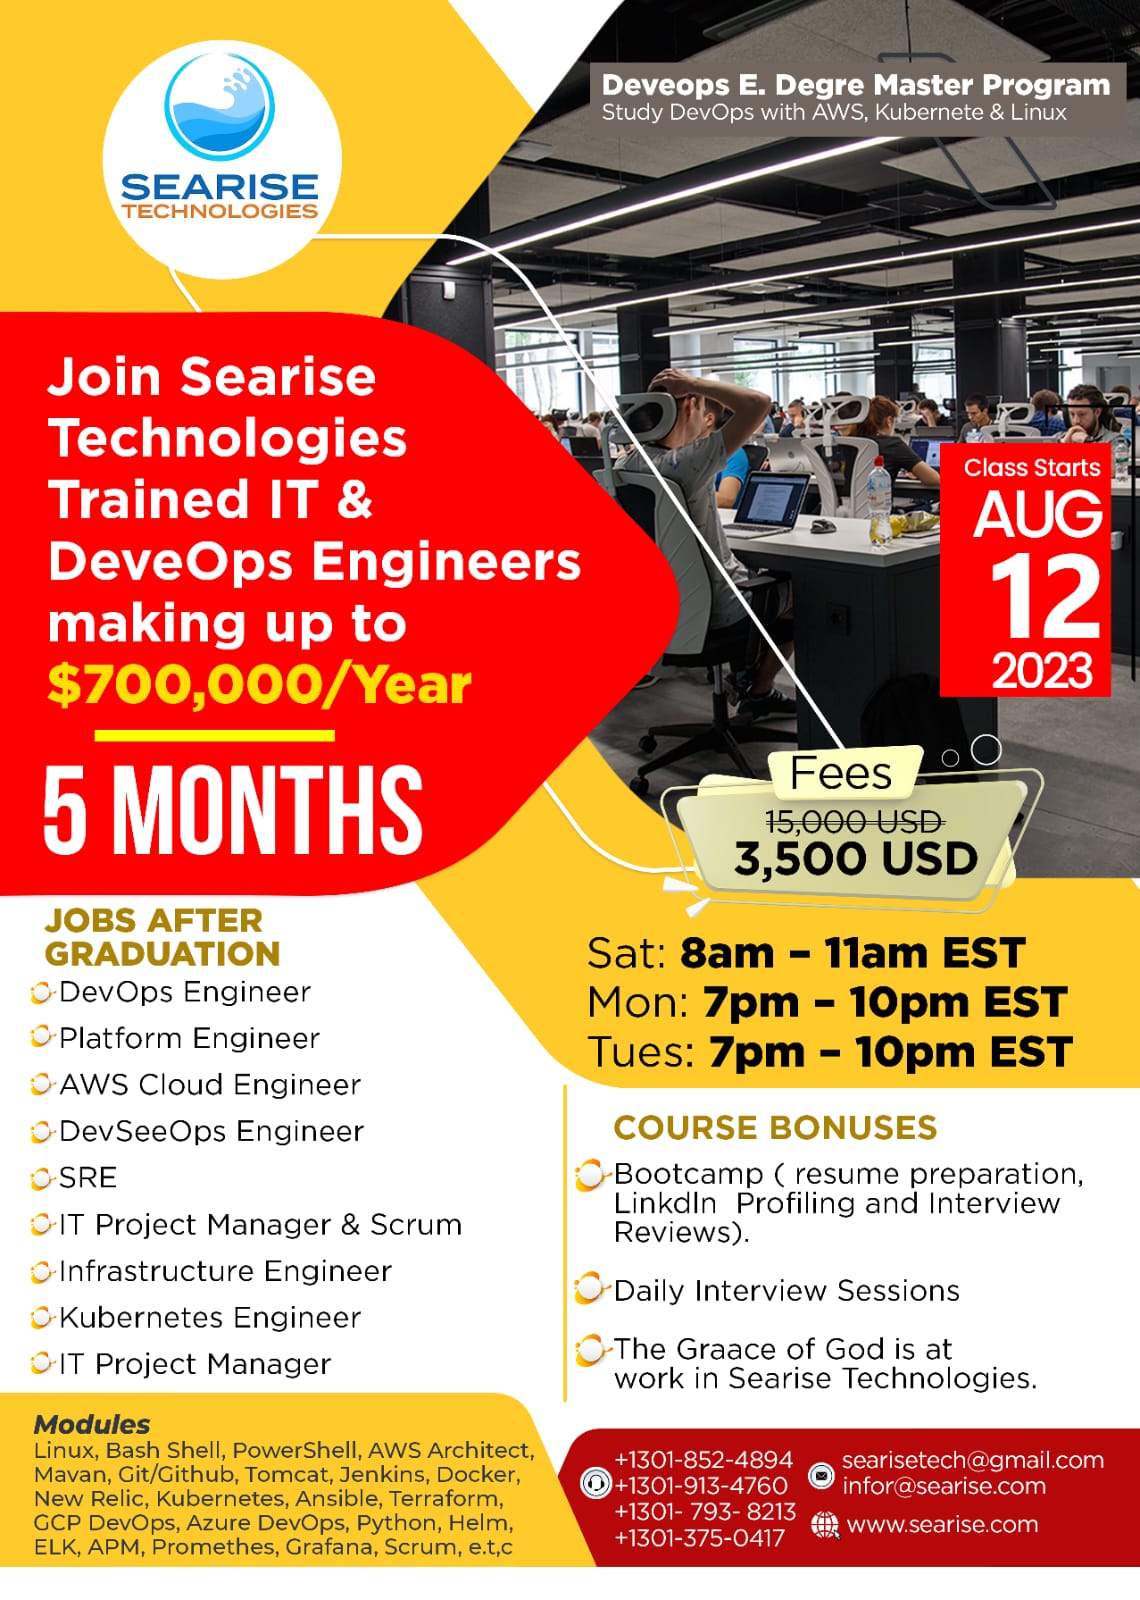 SEARISE
TECHNOLOGIES
Deveops E. Degre Master Program
Study DevOps with AWS, Kubernete & Linux
Join Searise
Technologies
Trained IT &
DeveOps Engineers
making up to
$700,000/Year
5 MONTHS
Class Starts
AUG
12
2023
Fees
15,000 USD
3,500 USD
Sat: 8am – 11am EST
Mon: 7pm – 10pm EST
Tues: 7pm – 10pm EST
JOBS AFTER
GRADUATION
DevOps Engineer
Platform Engineer
AWS Cloud Engineer
DevSeeOps Engineer
SRE
IT Project Manager & Scrum
Infrastructure Engineer
Kubernetes Engineer
IT Project Manager
COURSE BONUSES
Bootcamp ( resume preparation,
Linkdln Profiling and Interview
Reviews).
Daily Interview Sessions
The Graace of God is at
work in Searise Technologies.
Modules
Linux, Bash Shell, PowerShell, AWS Architect,
Mavan, Git/Github, Tomcat, Jenkins, Docker,
New Relic, Kubernetes, Ansible, Terraform,
GCP DevOps, Azure DevOps, Python, Helm,
ELK, APM, Promethes, Grafana, Scrum, e.t,c
+1301-852-4894
+1301-913-4760
+1301- 793- 8213
+1301-375-0417
searisetech@gmail.com
infor@searise.com
www.searise.com